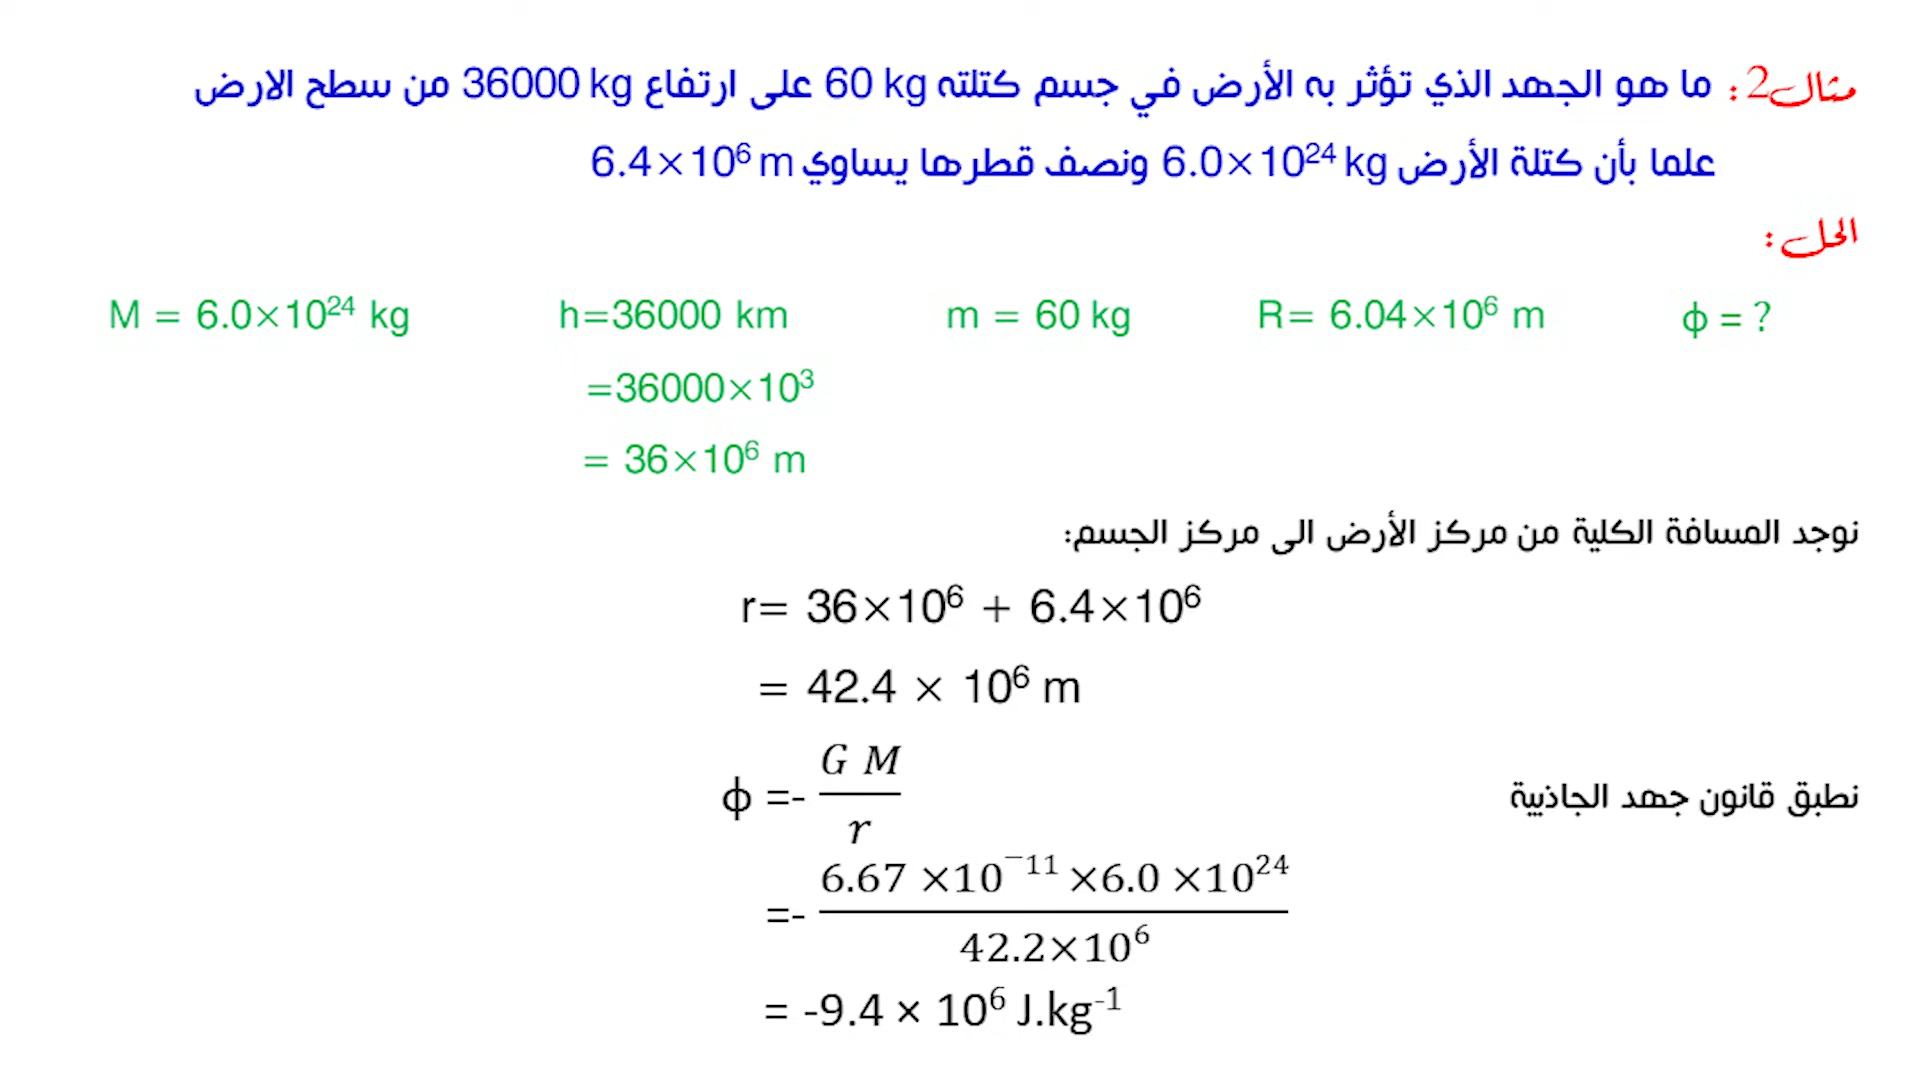 مثال2 : ما هو الجهد الذي تؤثر به الأرض في جسم كتلته 60 kg على ارتفاع 36000 kg من سطح الارض
علما بأن كتلة الأرض 6.0×10²⁴ kg ونصف قطرها يساوي 6.4×10⁶ m
الحل :
M = 6.0×10²⁴ kg h=36000 km m = 60 kg R= 6.04×10⁶ m ϕ = ?
=36000×10³
= 36×10⁶ m
نوجد المسافة الكلية من مركز الأرض الى مركز الجسم:
r= 36×10⁶ + 6.4×10⁶
= 42.4 × 10⁶ m
نطبق قانون جهد الجاذبية
ϕ =- G M / r
=- 6.67 ×10⁻¹¹ ×6.0 ×10²⁴ / 42.2×10⁶
= -9.4 × 10⁶ J.kg⁻¹